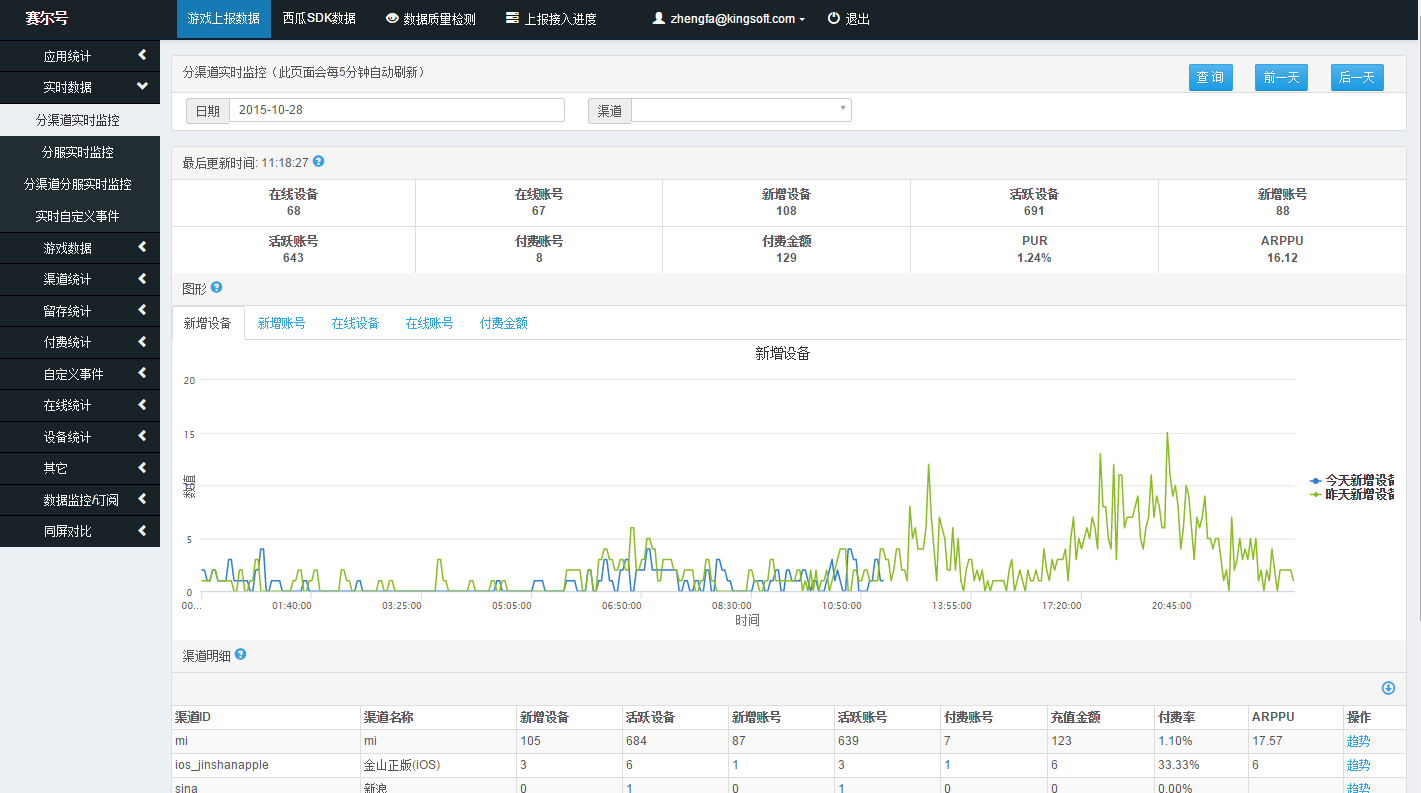 赛尔号 游戏上报数据 西瓜SDK数据 数据质量检测 上报接入进度 zhengfa@kingsoft.com 退出
应用统计
实时数据
分渠道实时监控
分服实时监控
分渠道分服实时监控
实时自定义事件
游戏数据
渠道统计
留存统计
付费统计
自定义事件
在线统计
设备统计
其它
数据监控/订阅
同屏对比
分渠道实时监控（此页面会每5分钟自动刷新） 查询 前一天 后一天
日期 2015-10-28 渠道
最后更新时间: 11:18:27
在线设备 在线账号 新增设备 活跃设备 新增账号
68 67 108 691 88
活跃账号 付费账号 付费金额 PUR ARPPU
643 8 129 1.24% 16.12
图形
新增设备 新增账号 在线设备 在线账号 付费金额
新增设备
20
15
10
5
0
数值
今天新增设备
昨天新增设备
00... 01:40:00 03:25:00 05:05:00 06:50:00 08:30:00 10:50:00 13:55:00 17:20:00 20:45:00
时间
渠道明细
渠道ID 渠道名称 新增设备 活跃设备 新增账号 活跃账号 付费账号 充值金额 付费率 ARPPU 操作
mi mi 105 684 87 639 7 123 1.10% 17.57 趋势
ios_jinshanapple 金山正版(iOS) 3 6 1 3 1 6 33.33% 6 趋势
sina 新浪 0 1 0 1 0 0 0.00% 趋势